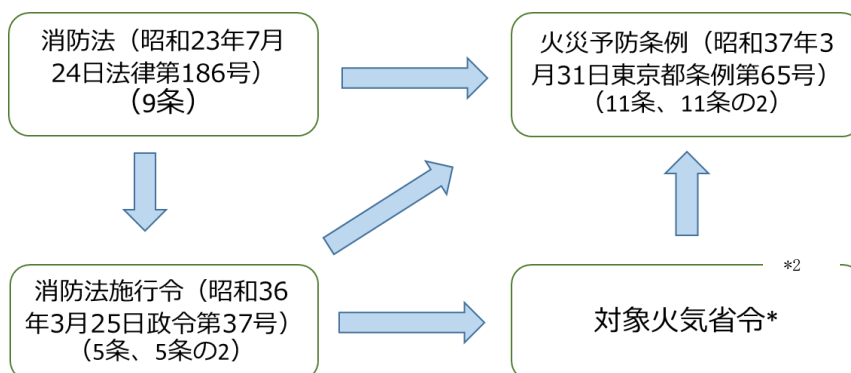 消防法（昭和23年7月
24日法律第186号）
（9条）
火災予防条例（昭和37年3
月31日東京都条例第65号）
（11条、11条の2）
消防法施行令（昭和36
年3月25日政令第37号）
（5条、5条の2）
*2
対象火気省令*